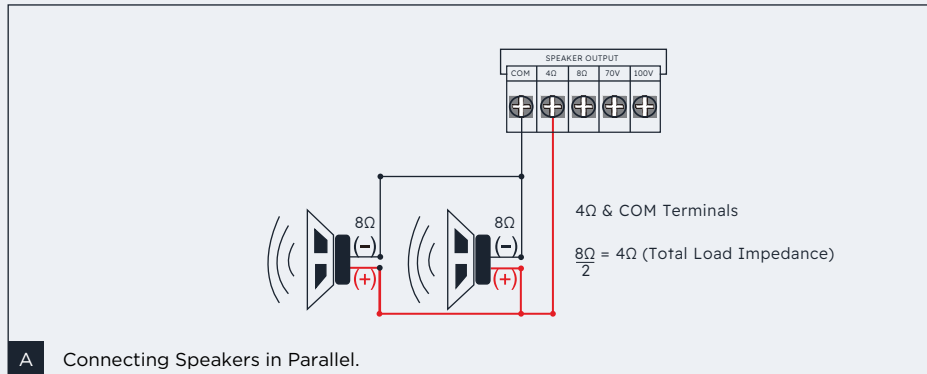 SPEAKER OUTPUT
COM 4Ω 8Ω 70V 100V
8Ω 8Ω
(-) (-)
(+) (+)
4Ω & COM Terminals
8Ω = 4Ω (Total Load Impedance)
2
A Connecting Speakers in Parallel.